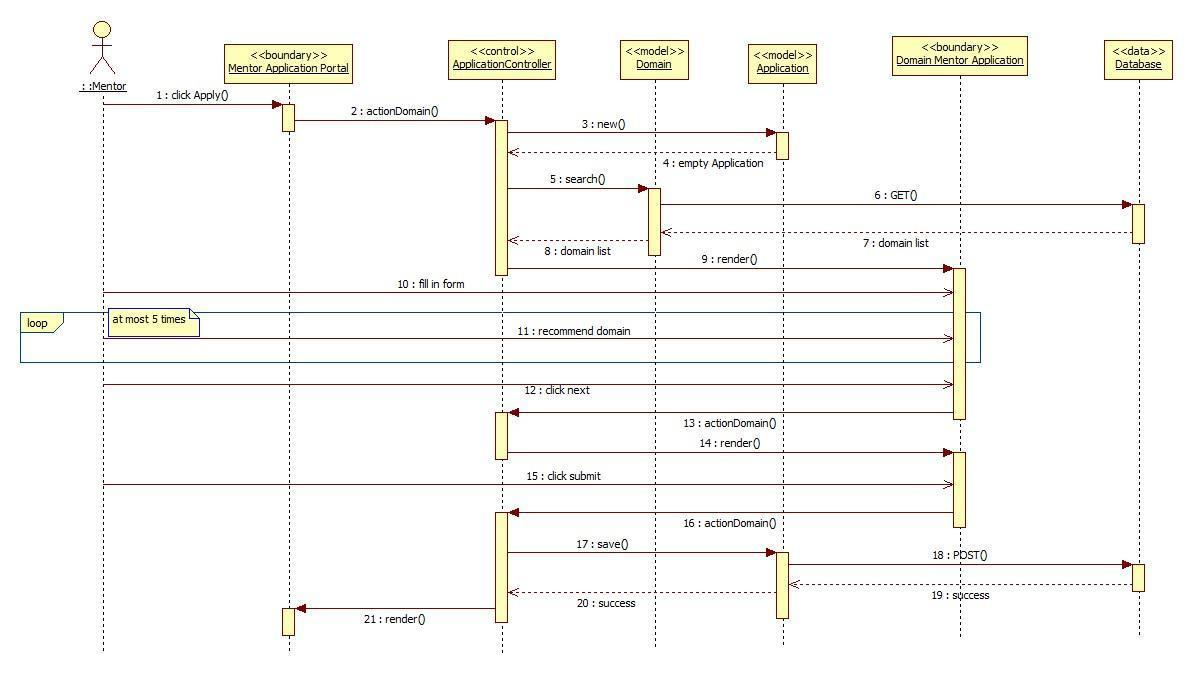 : :Mentor
<<boundary>>
Mentor Application Portal
<<control>>
ApplicationController
<<model>>
Domain
<<model>>
Application
<<boundary>>
Domain Mentor Application
<<data>>
Database
1 : click Apply()
2 : actionDomain()
3 : new()
4 : empty Application
5 : search()
6 : GET()
7 : domain list
8 : domain list
9 : render()
10 : fill in form
loop
at most 5 times
11 : recommend domain
12 : click next
13 : actionDomain()
14 : render()
15 : click submit
16 : actionDomain()
17 : save()
18 : POST()
19 : success
20 : success
21 : render()